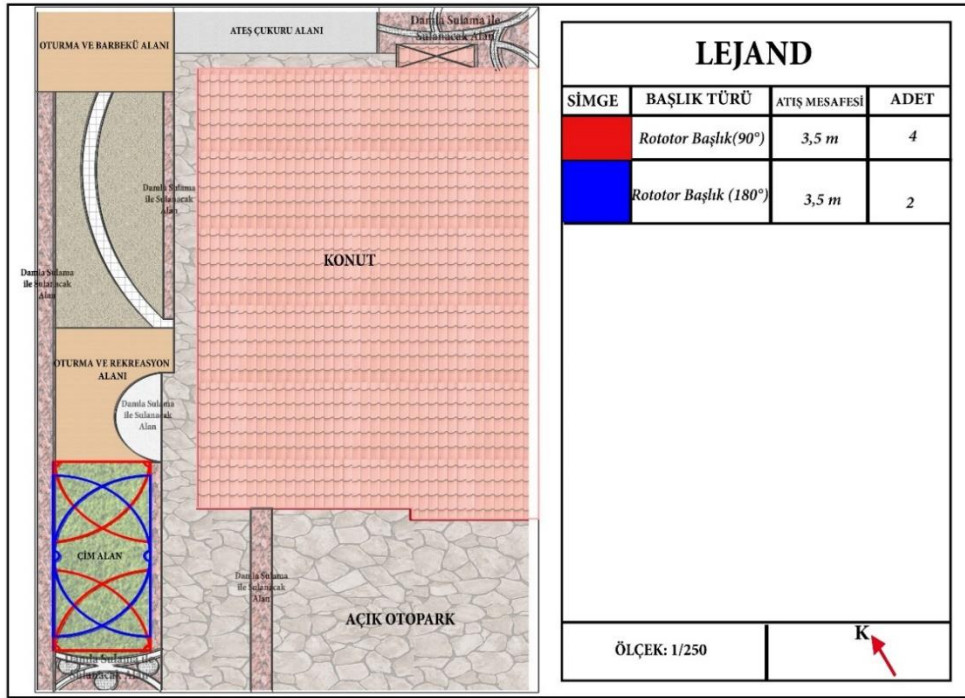 OTURMA VE BARBEKÜ ALANI
ATEŞ ÇUKURU ALANI
Damla Sulama ile
Sulanacak Alan
Damla Sulama
ile Sulanacak
Alan
Damla Sulama
ile Sulanacak
Alan
KONUT
OTURMA VE REKREASYON
ALANI
Damla Sulama
ile Sulanacak
Alan
ÇİM ALAN
Damla Sulama
ile Sulanacak
Alan
AÇIK OTOPARK
Damla Sulama ile
Sulanacak Alan
LEJAND
SİMGE BAŞLIK TÜRÜ ATIŞ MESAFESİ ADET
Rototor Başlık(90°) 3,5 m 4
Rototor Başlık (180°) 3,5 m 2
ÖLÇEK: 1/250
K